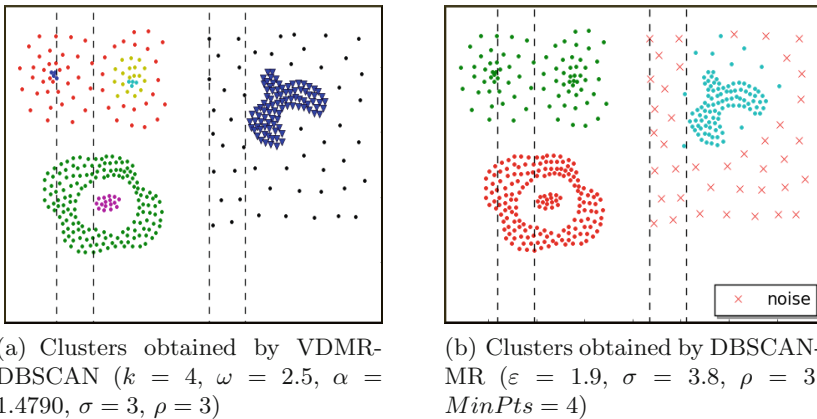 noise
(a) Clusters obtained by VDMR-
DBSCAN (k = 4, ω = 2.5, α =
1.4790, σ = 3, ρ = 3)
(b) Clusters obtained by DBSCAN-
MR (ε = 1.9, σ = 3.8, ρ = 3
MinPts = 4)